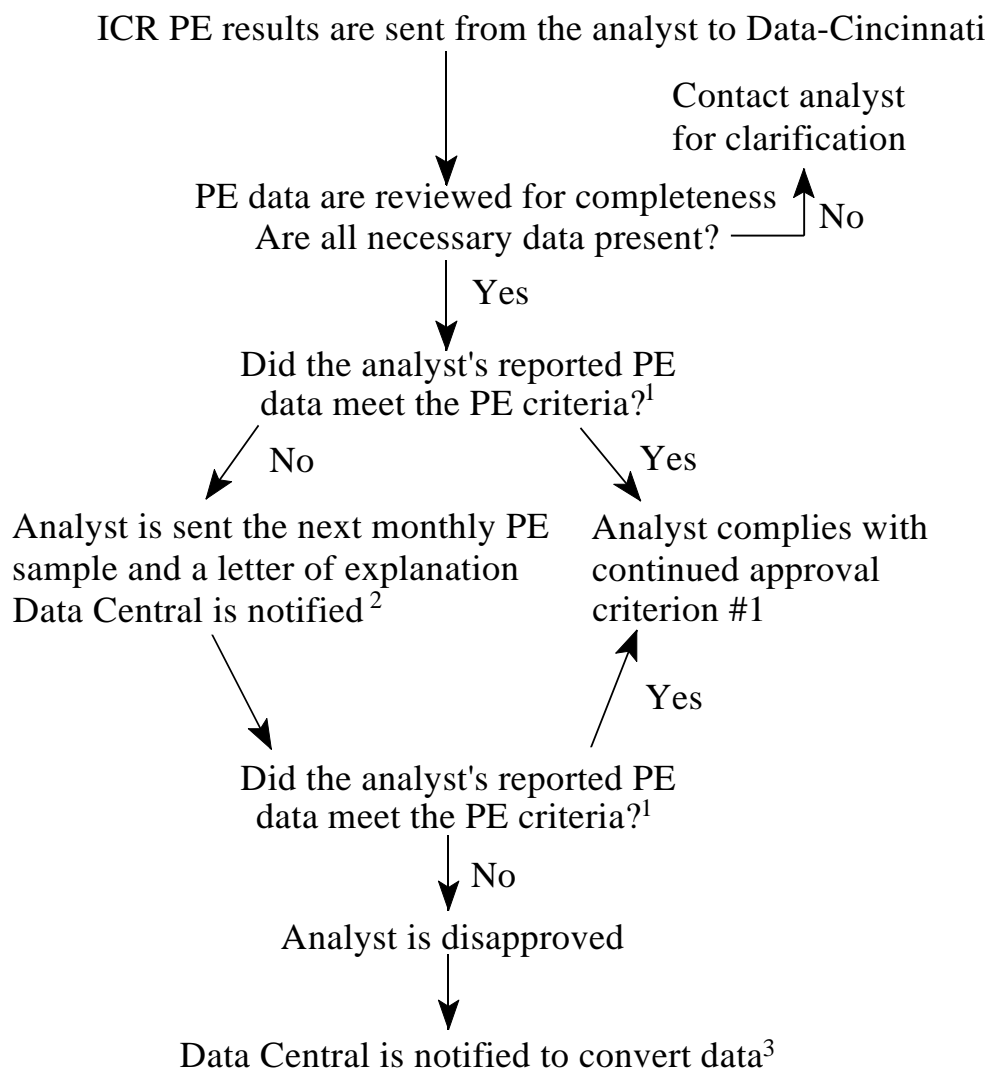 ICR PE results are sent from the analyst to Data-Cincinnati
Contact analyst
for clarification
PE data are reviewed for completeness
No
Are all necessary data present?
Yes
Did the analyst's reported PE
data meet the PE criteria?¹
No
Yes
Analyst is sent the next monthly PE
sample and a letter of explanation
Data Central is notified ²
Analyst complies with
continued approval
criterion #1
Yes
Did the analyst's reported PE
data meet the PE criteria?¹
No
Analyst is disapproved
Data Central is notified to convert data³